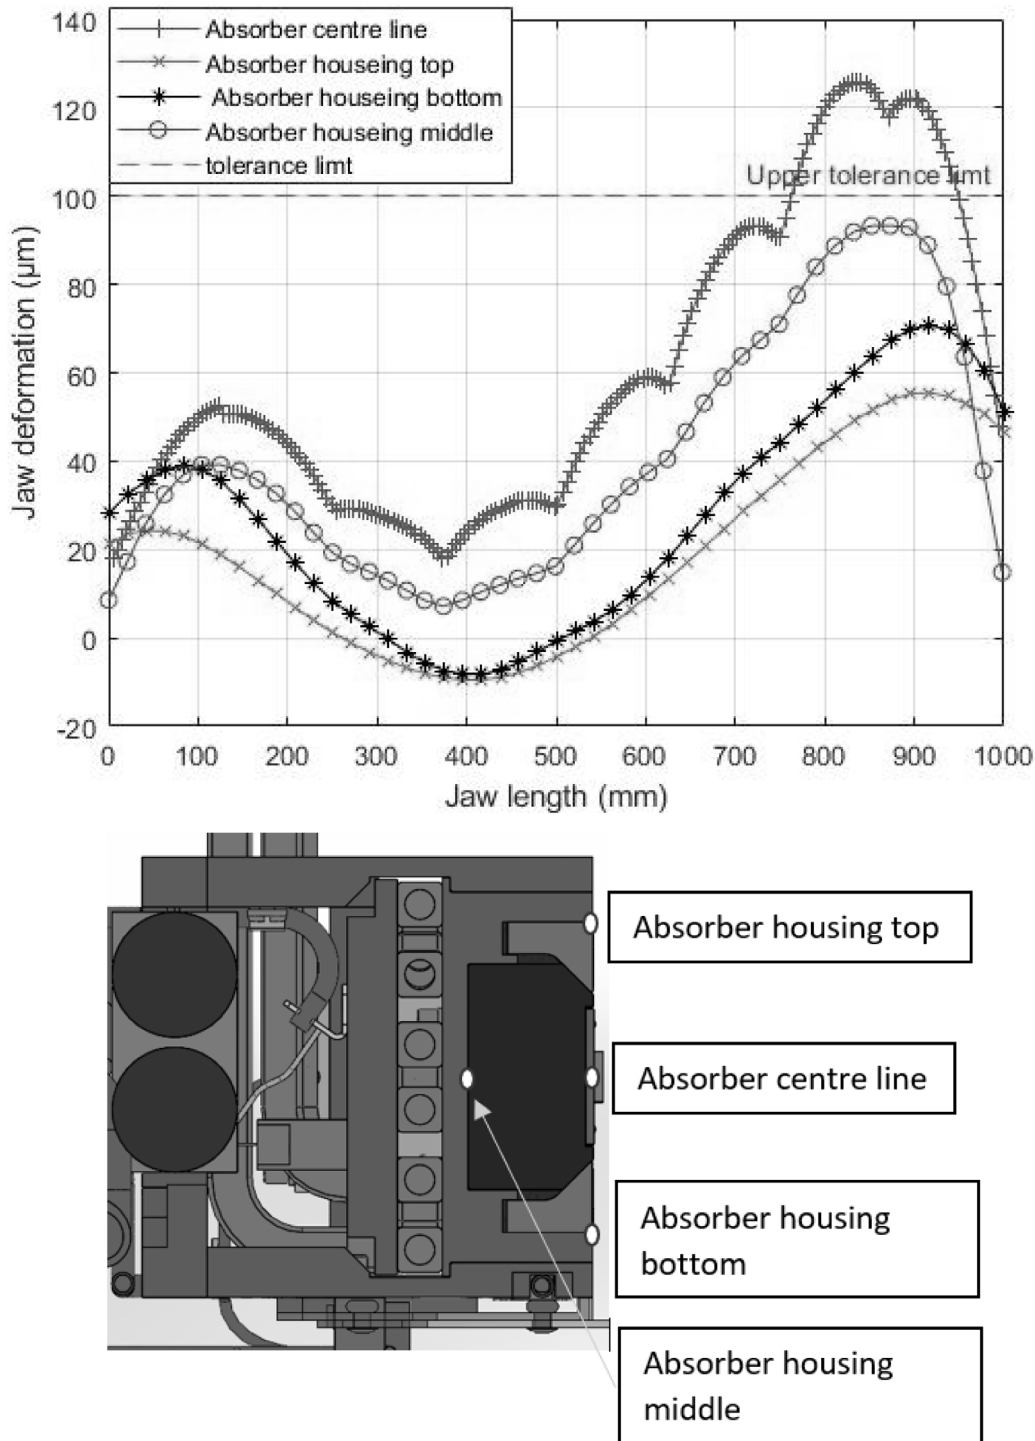 Absorber centre line
Absorber houseing top
Absorber houseing bottom
Absorber houseing middle
tolerance limt
Upper tolerance limt
140
120
100
80
60
40
20
0
-20
Jaw deformation (μm)
0 100 200 300 400 500 600 700 800 900 1000
Jaw length (mm)
Absorber housing top
Absorber centre line
Absorber housing
bottom
Absorber housing
middle